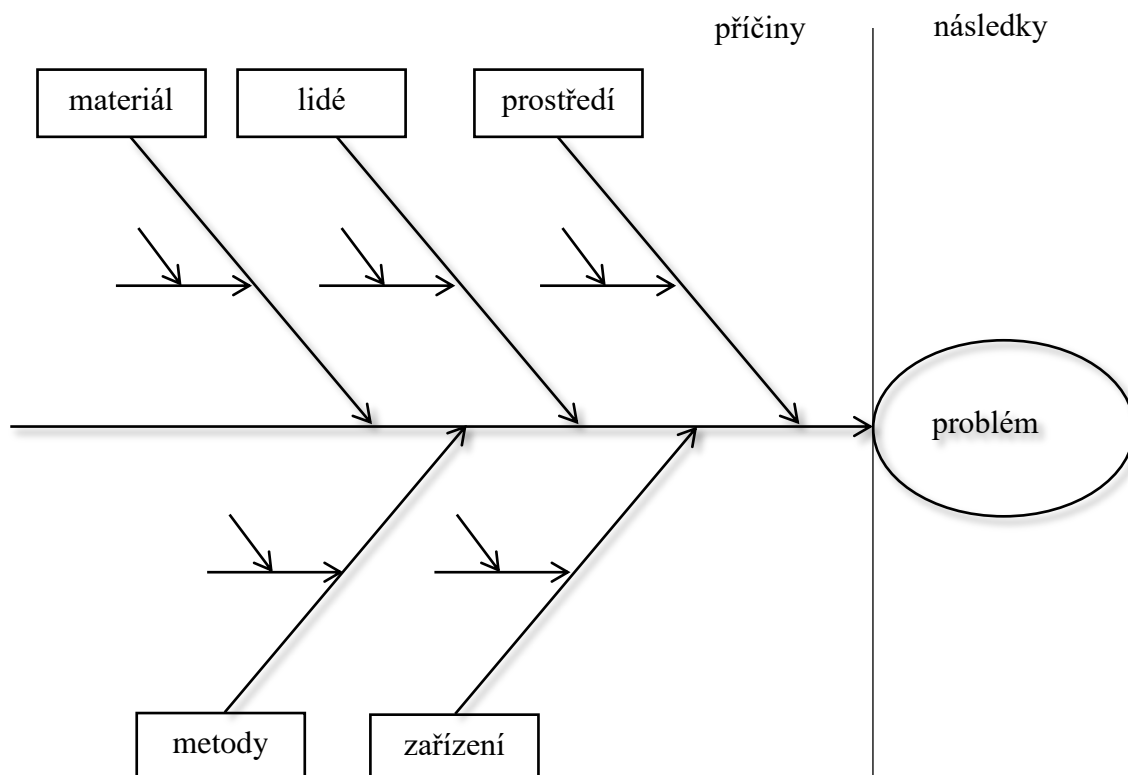 příčiny
následky
materiál
lidé
prostředí
problém
metody
zařízení